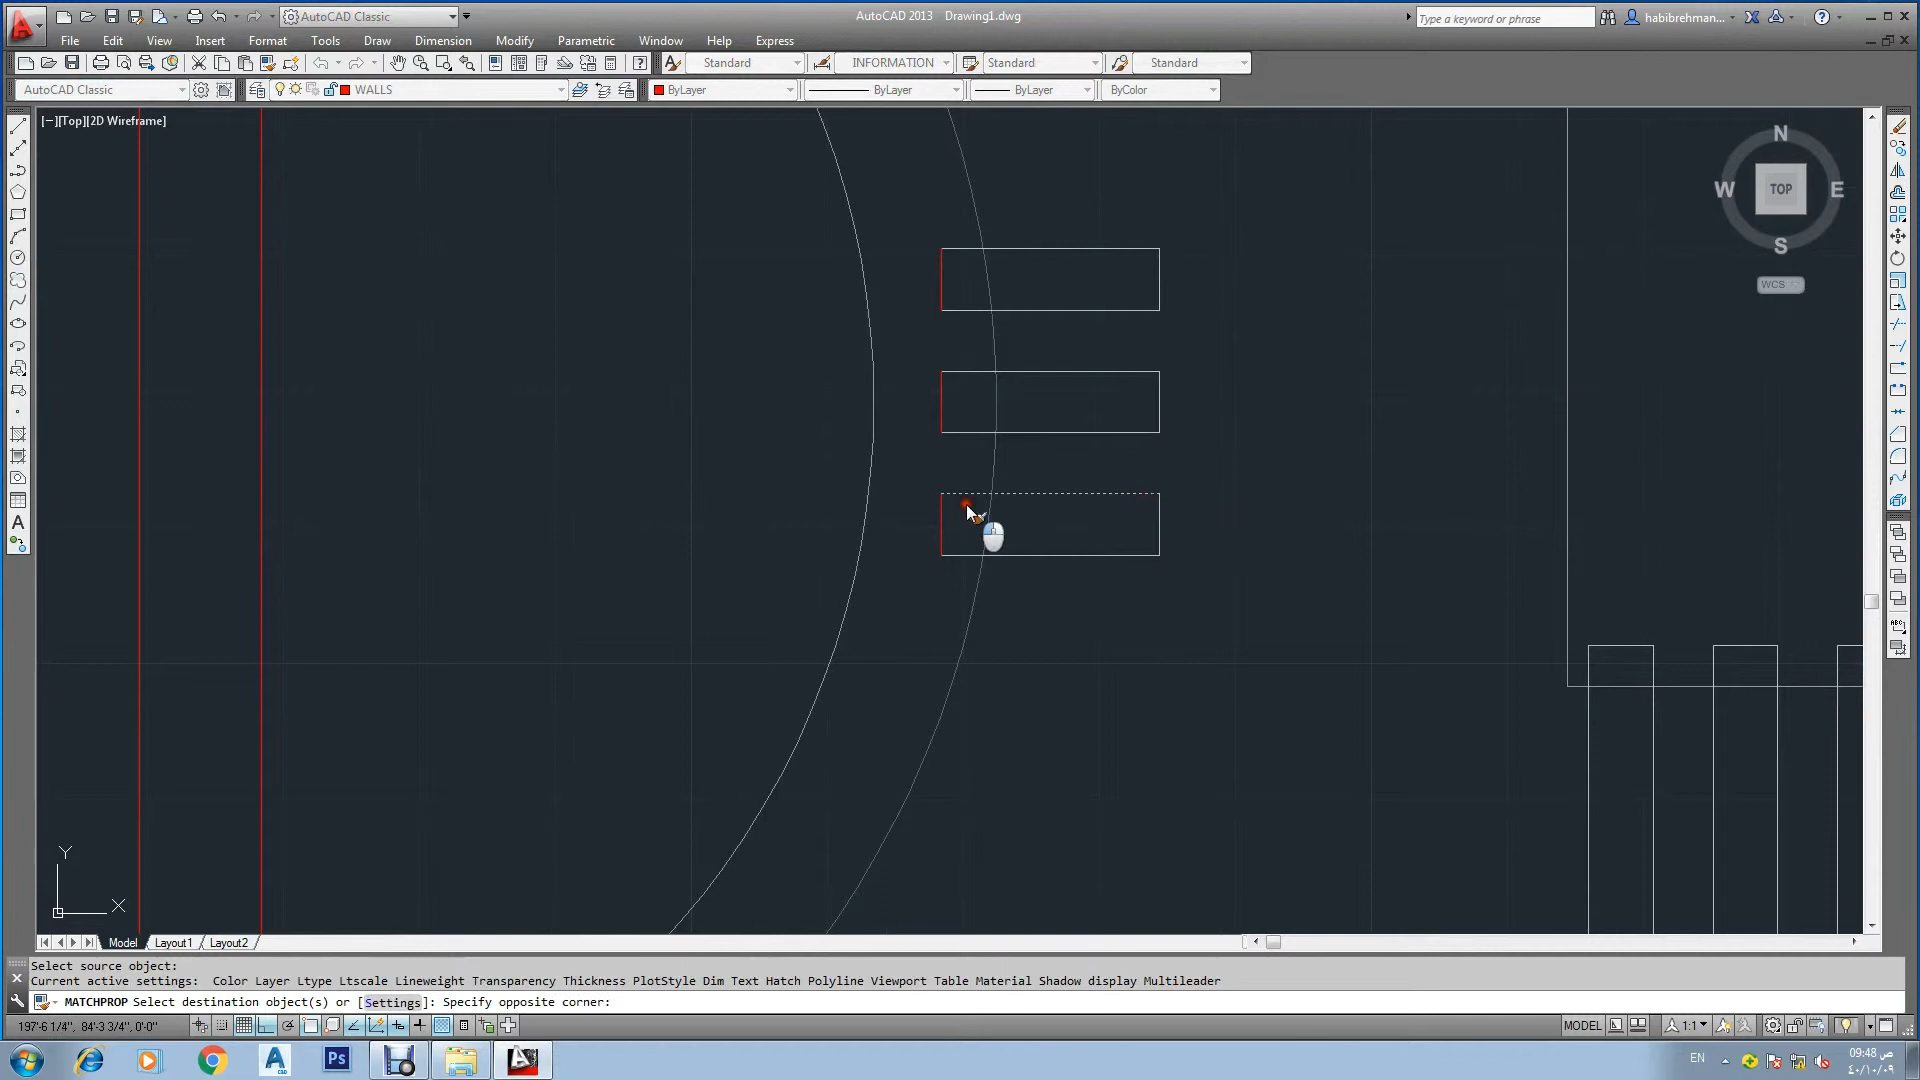 AutoCAD Classic
AutoCAD 2013 Drawing1.dwg
Type a keyword or phrase
habibrehman...
File Edit View Insert Format Tools Draw Dimension Modify Parametric Window Help Express
Standard INFORMATION Standard Standard
AutoCAD Classic WALLS ByLayer ByLayer ByLayer ByColor
[−][Top][2D Wireframe]
N
W TOP E
S
WCS
Y
X
Model Layout1 Layout2
Select source object:
Current active settings: Color Layer Ltype Ltscale Lineweight Transparency Thickness PlotStyle Dim Text Hatch Polyline Viewport Table Material Shadow display Multileader
MATCHPROP Select destination object(s) or [Settings]: Specify opposite corner:
197'-6 1/4", 84'-3 3/4", 0'-0" MODEL 1:1
Ps
EN
09:48 ص
٤٠/١٠/٠٩